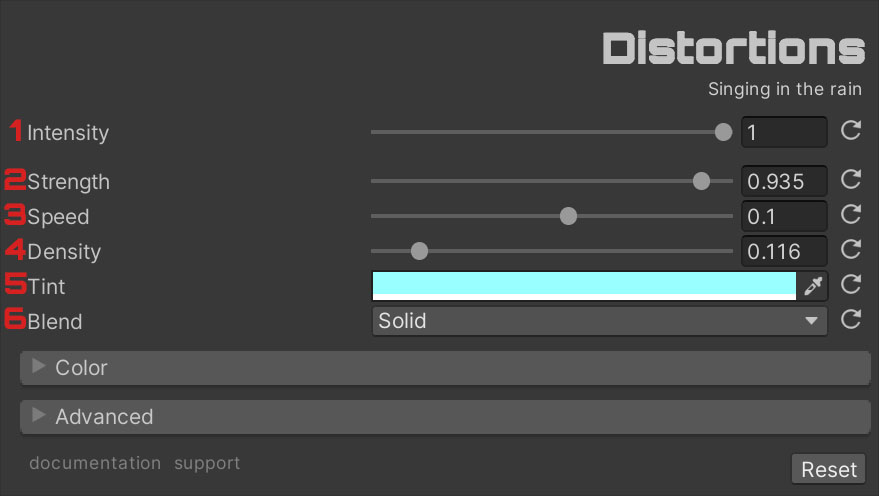 Distortions
Singing in the rain
1 Intensity 1
2 Strength 0.935
3 Speed 0.1
4 Density 0.116
5 Tint
6 Blend Solid
Color
Advanced
documentation support Reset